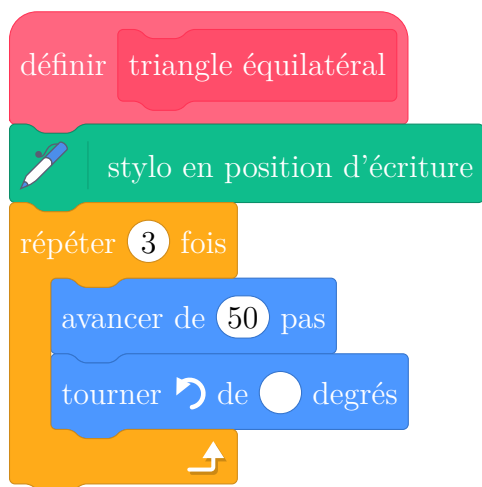 définir triangle équilatéral
stylo en position d'écriture
répéter 3 fois
avancer de 50 pas
tourner de degrés